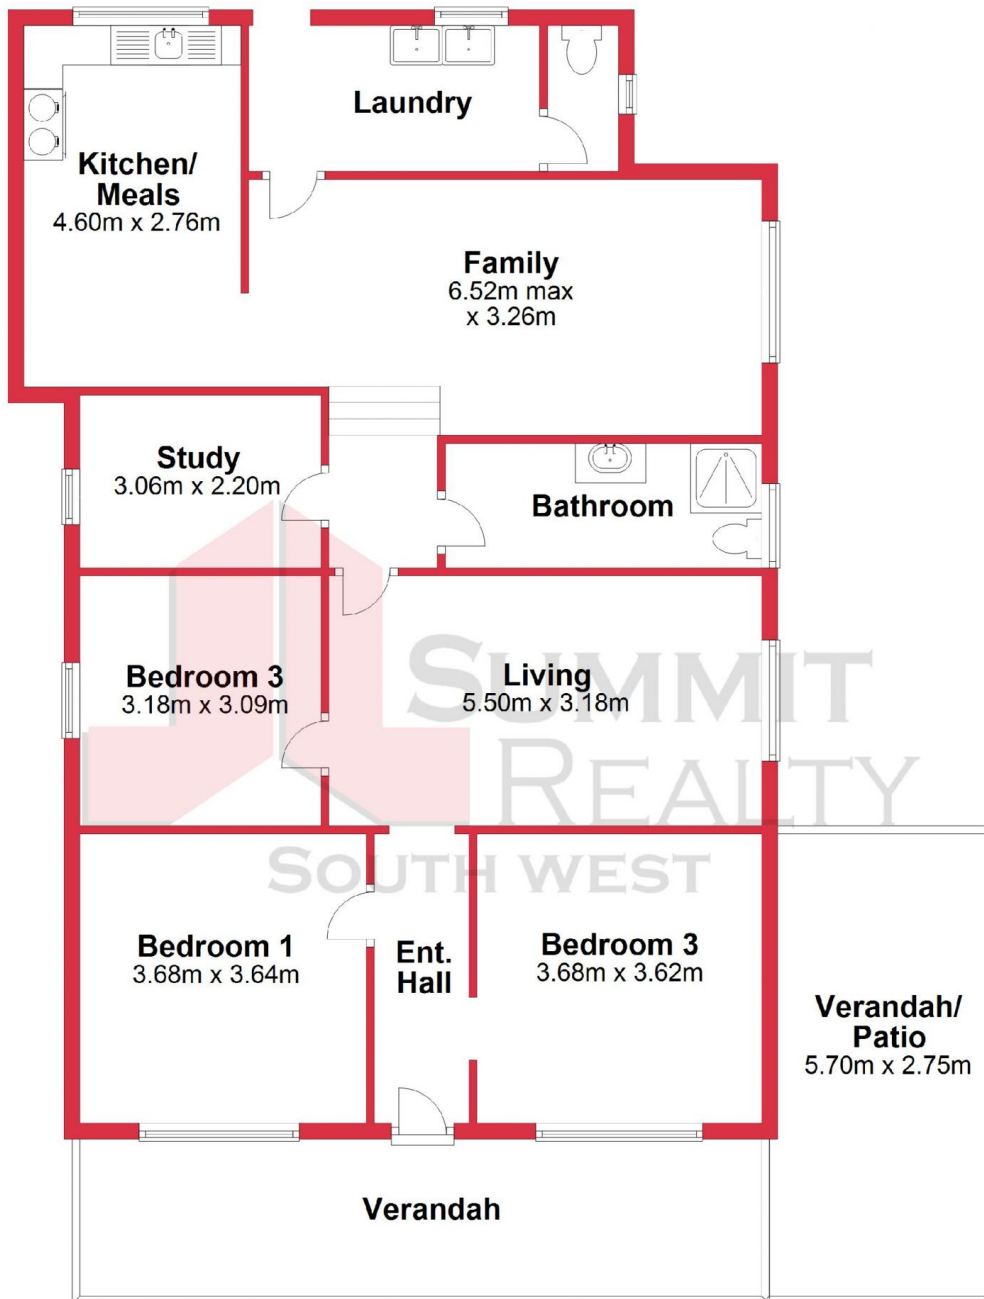 Laundry
Kitchen/
Meals
4.60m x 2.76m
Family
6.52m max
x 3.26m
Study
3.06m x 2.20m
Bathroom
Bedroom 3
3.18m x 3.09m
Living
5.50m x 3.18m
SUMMIT
REALTY
SOUTH WEST
Bedroom 1
3.68m x 3.64m
Ent.
Hall
Bedroom 3
3.68m x 3.62m
Verandah/
Patio
5.70m x 2.75m
Verandah